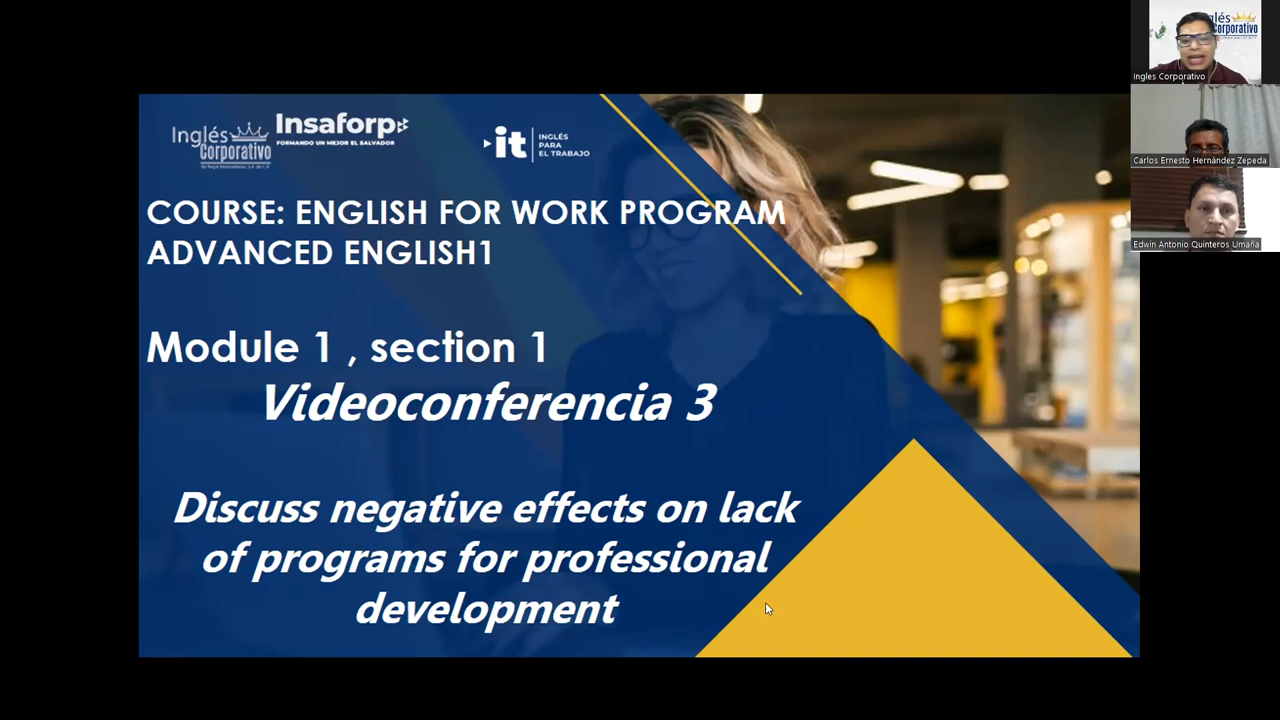 Inglés
Corporativo
Insaforp
FORMANDO UN MEJOR EL SALVADOR
it
INGLÉS
PARA
EL TRABAJO
COURSE: ENGLISH FOR WORK PROGRAM
ADVANCED ENGLISH1
Module 1 , section 1
Videoconferencia 3
Discuss negative effects on lack
of programs for professional
development
Ingles Corporativo
Carlos Ernesto Hernández Zepeda
Edwin Antonio Quinteros Umaña